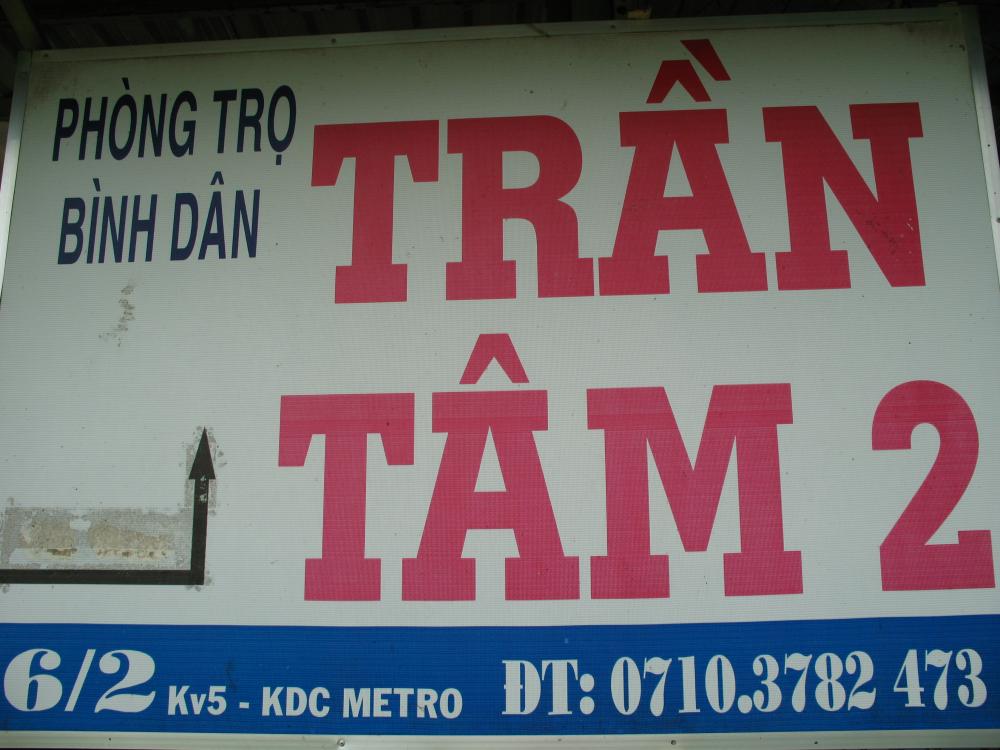 PHÒNG TRỌ
BÌNH DÂN
TRẦN
TÂM 2
6/2 Kv5 - KDC METRO ĐT: 0710.3782 473